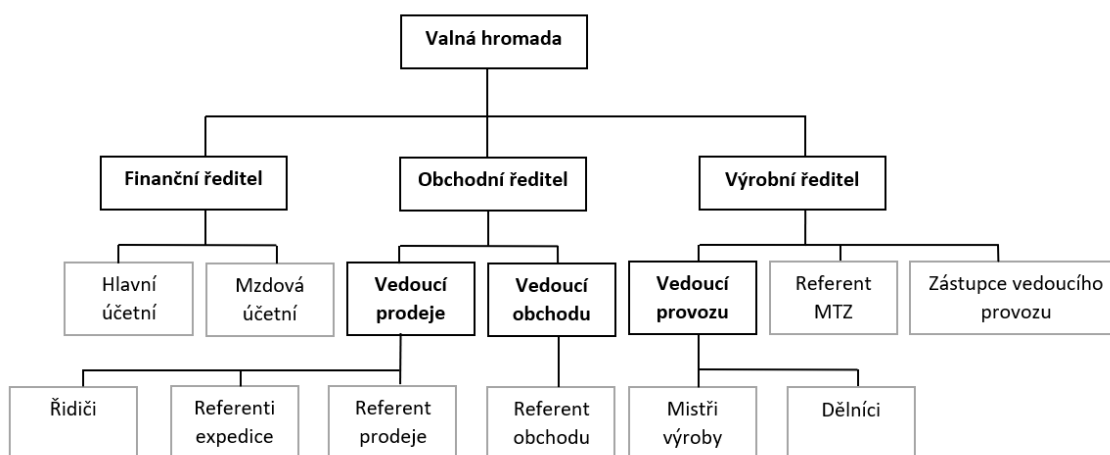 Valná hromada
Finanční ředitel
Obchodní ředitel
Výrobní ředitel
Hlavní
účetní
Mzdová
účetní
Vedoucí
prodeje
Vedoucí
obchodu
Vedoucí
provozu
Referent
MTZ
Zástupce vedoucího
provozu
Řidiči
Referenti
expedice
Referent
prodeje
Referent
obchodu
Mistři
výroby
Dělníci